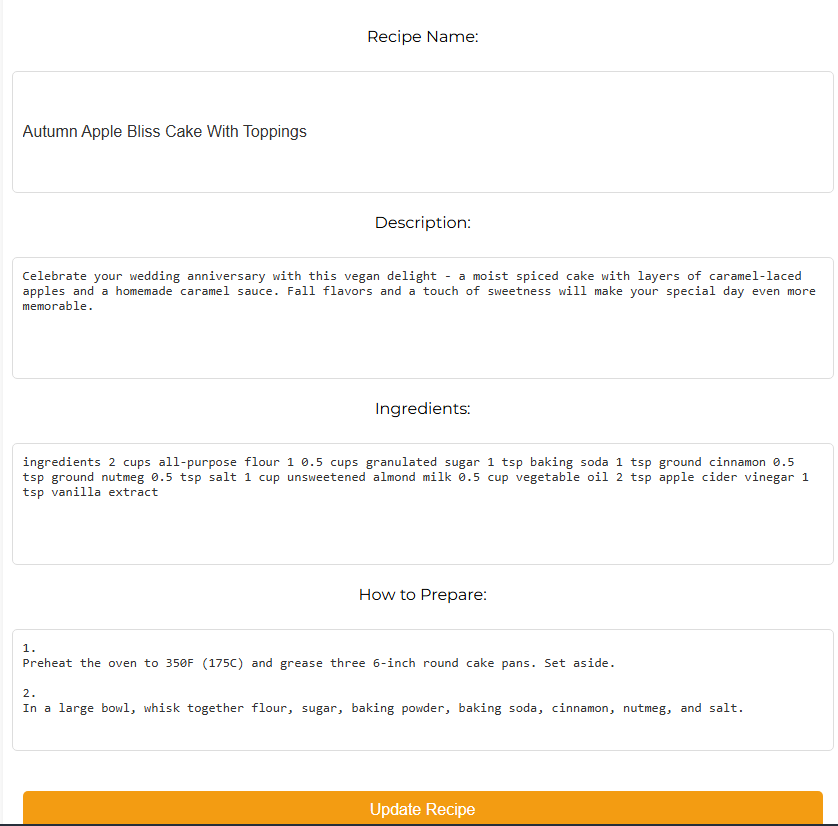 Recipe Name:
Autumn Apple Bliss Cake With Toppings
Description:
Celebrate your wedding anniversary with this vegan delight - a moist spiced cake with layers of caramel-laced
apples and a homemade caramel sauce. Fall flavors and a touch of sweetness will make your special day even more
memorable.
Ingredients:
ingredients 2 cups all-purpose flour 1 0.5 cups granulated sugar 1 tsp baking soda 1 tsp ground cinnamon 0.5
tsp ground nutmeg 0.5 tsp salt 1 cup unsweetened almond milk 0.5 cup vegetable oil 2 tsp apple cider vinegar 1
tsp vanilla extract
How to Prepare:
1.
Preheat the oven to 350F (175C) and grease three 6-inch round cake pans. Set aside.
2.
In a large bowl, whisk together flour, sugar, baking powder, baking soda, cinnamon, nutmeg, and salt.
Update Recipe